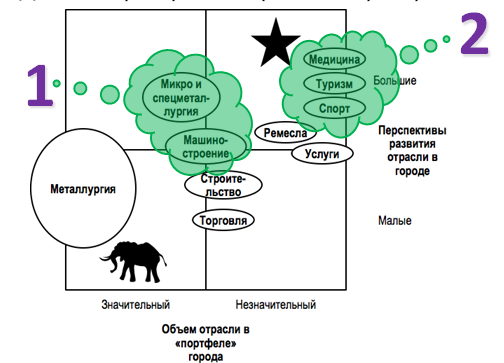 1
2
Микро и
спецметал-
лургия
Машино-
строение
Медицина
Туризм
Спорт
Большие
Ремесла
Услуги
Перспективы
развития
отрасли в
городе
Металлургия
Строите-
льство
Торговля
Малые
Значительный
Незначительный
Объем отрасли в
«портфеле»
города